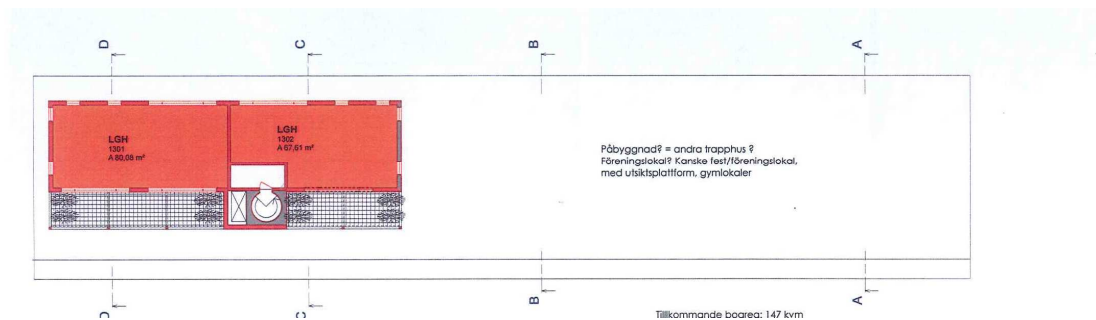 D
C
B
A
LGH
1301
A 80,08 m²
LGH
1302
A 67,61 m²
Påbyggnad? = andra trapphus ?
Föreningslokal? Kanske fest/föreningslokal,
med utsiktsplattform, gymlokaler
D
C
B
A
Tillkommande boarea: 147 kvm